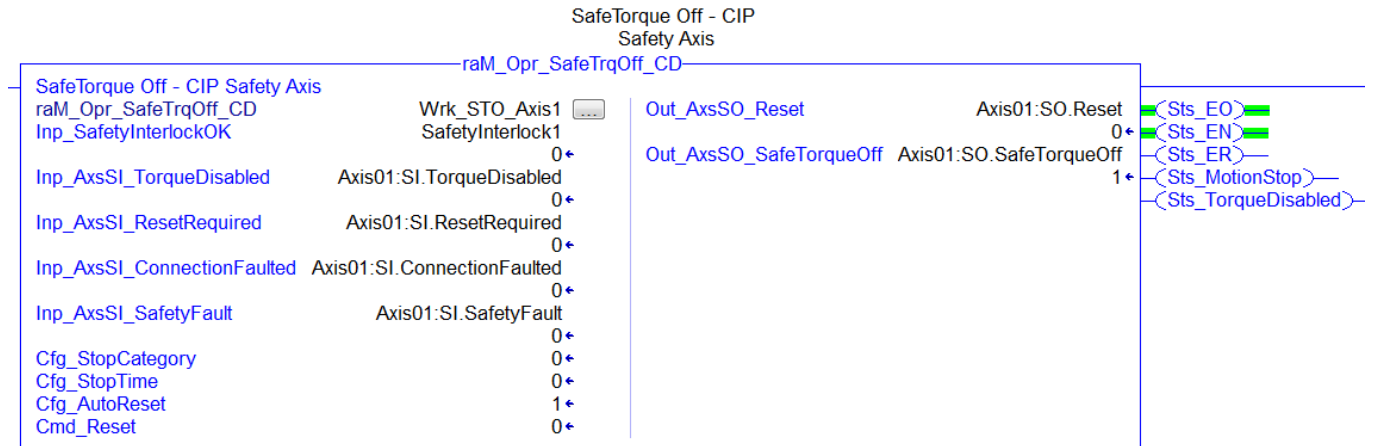 SafeTorque Off - CIP
Safety Axis
raM_Opr_SafeTrqOff_CD
SafeTorque Off - CIP Safety Axis
raM_Opr_SafeTrqOff_CD Wrk_STO_Axis1 ... Out_AxsSO_Reset Axis01:SO.Reset (Sts_EO)
Inp_SafetyInterlockOK SafetyInterlock1 0 (Sts_EN)
0 Out_AxsSO_SafeTorqueOff Axis01:SO.SafeTorqueOff (Sts_ER)
Inp_AxsSI_TorqueDisabled Axis01:SI.TorqueDisabled 1 (Sts_MotionStop)
0 (Sts_TorqueDisabled)
Inp_AxsSI_ResetRequired Axis01:SI.ResetRequired
0
Inp_AxsSI_ConnectionFaulted Axis01:SI.ConnectionFaulted
0
Inp_AxsSI_SafetyFault Axis01:SI.SafetyFault
0
Cfg_StopCategory 0
Cfg_StopTime 0
Cfg_AutoReset 1
Cmd_Reset 0